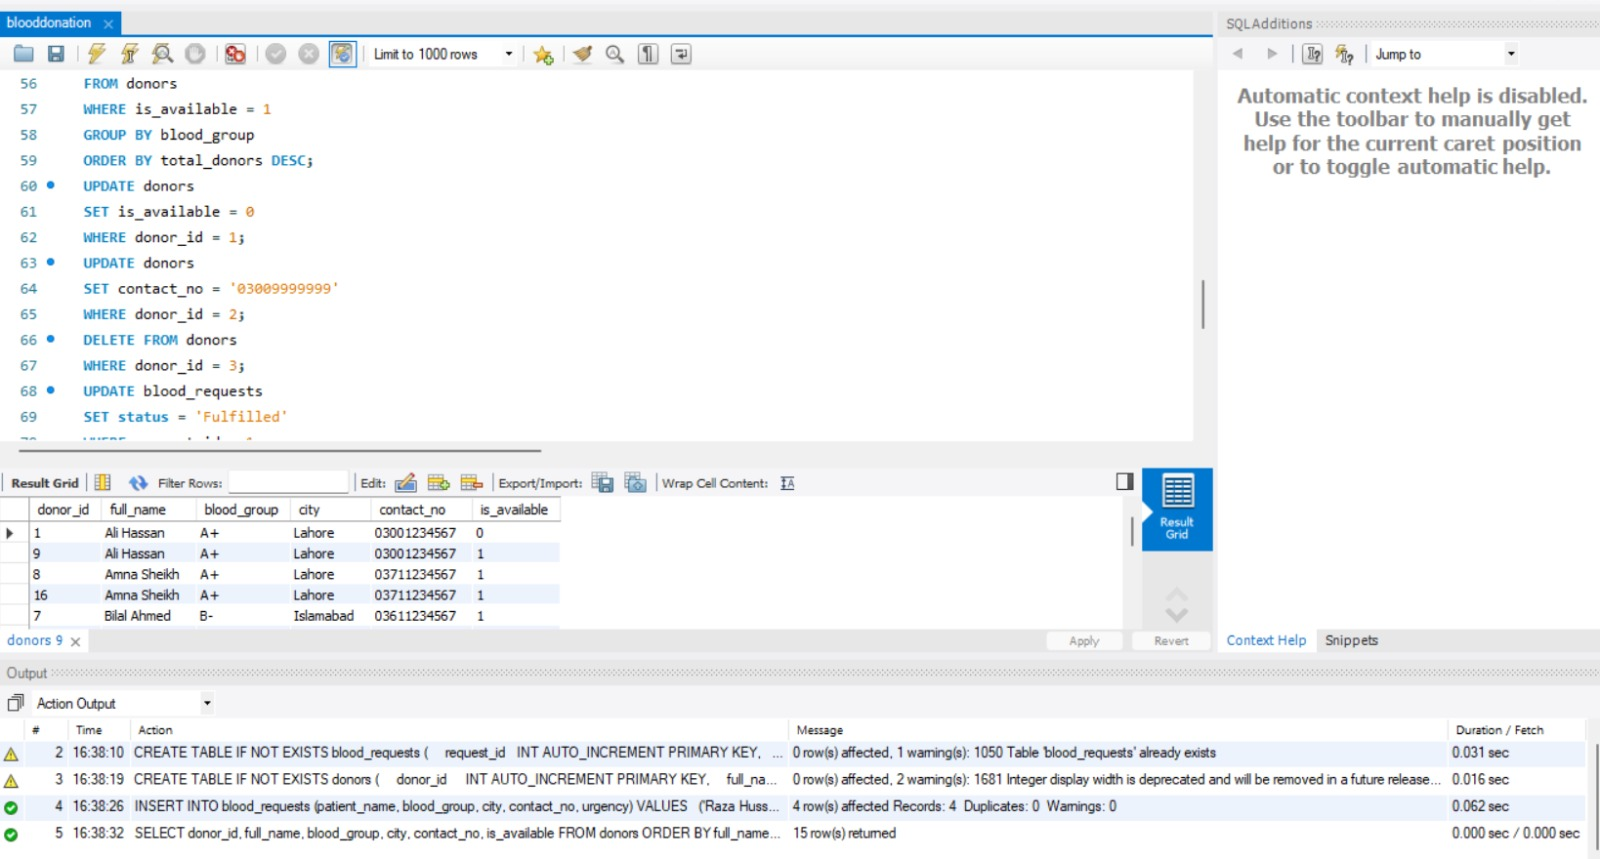 blooddonation
SQLAdditions
Limit to 1000 rows
Jump to
56 FROM donors
57 WHERE is_available = 1
58 GROUP BY blood_group
59 ORDER BY total_donors DESC;
60 UPDATE donors
61 SET is_available = 0
62 WHERE donor_id = 1;
63 UPDATE donors
64 SET contact_no = '03009999999'
65 WHERE donor_id = 2;
66 DELETE FROM donors
67 WHERE donor_id = 3;
68 UPDATE blood_requests
69 SET status = 'Fulfilled'
Automatic context help is disabled.
Use the toolbar to manually get
help for the current caret position
or to toggle automatic help.
Result Grid Filter Rows: Edit: Export/Import: Wrap Cell Content:
donor_id full_name blood_group city contact_no is_available
1 Ali Hassan A+ Lahore 03001234567 0
9 Ali Hassan A+ Lahore 03001234567 1
8 Amna Sheikh A+ Lahore 03711234567 1
16 Amna Sheikh A+ Lahore 03711234567 1
7 Bilal Ahmed B- Islamabad 03611234567 1
Result
Grid
donors 9
Apply Revert
Context Help Snippets
Output
Action Output
# Time Action Message Duration / Fetch
2 16:38:10 CREATE TABLE IF NOT EXISTS blood_requests ( request_id INT AUTO_INCREMENT PRIMARY KEY, ... 0 row(s) affected, 1 warning(s): 1050 Table 'blood_requests' already exists 0.031 sec
3 16:38:19 CREATE TABLE IF NOT EXISTS donors ( donor_id INT AUTO_INCREMENT PRIMARY KEY, full_na... 0 row(s) affected, 2 warning(s): 1681 Integer display width is deprecated and will be removed in a future release... 0.016 sec
4 16:38:26 INSERT INTO blood_requests (patient_name, blood_group, city, contact_no, urgency) VALUES ('Raza Huss... 4 row(s) affected Records: 4 Duplicates: 0 Warnings: 0 0.062 sec
5 16:38:32 SELECT donor_id, full_name, blood_group, city, contact_no, is_available FROM donors ORDER BY full_name... 15 row(s) returned 0.000 sec / 0.000 sec